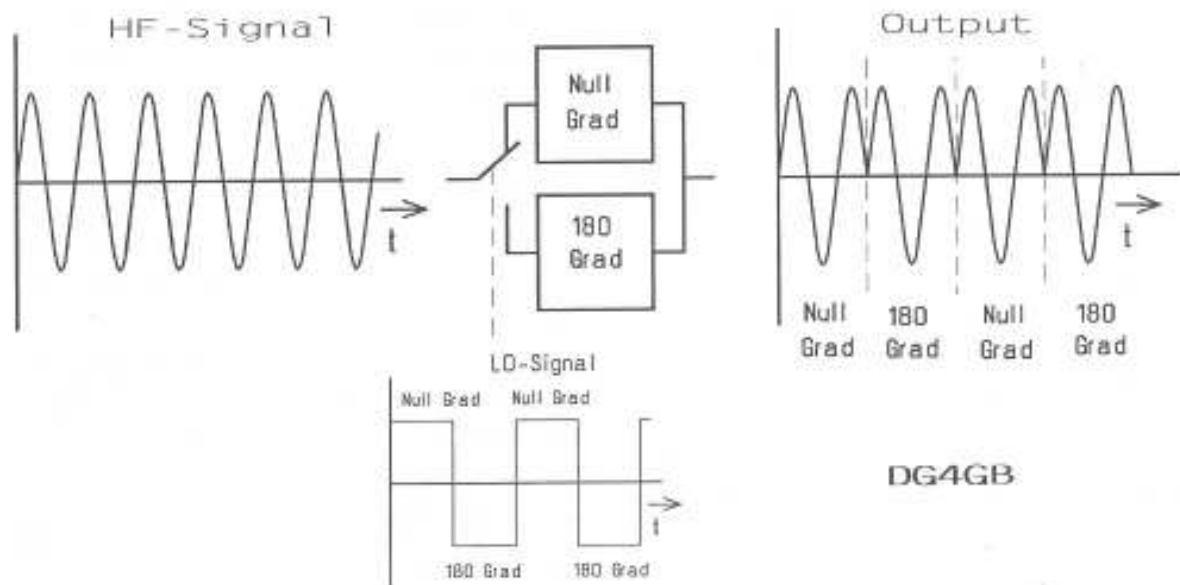 HF-Signal
t
Null
Grad
180
Grad
LO-Signal
Null Grad
Null Grad
t
180 Grad
180 Grad
Output
t
Null
Grad
180
Grad
Null
Grad
180
Grad
DG4GB